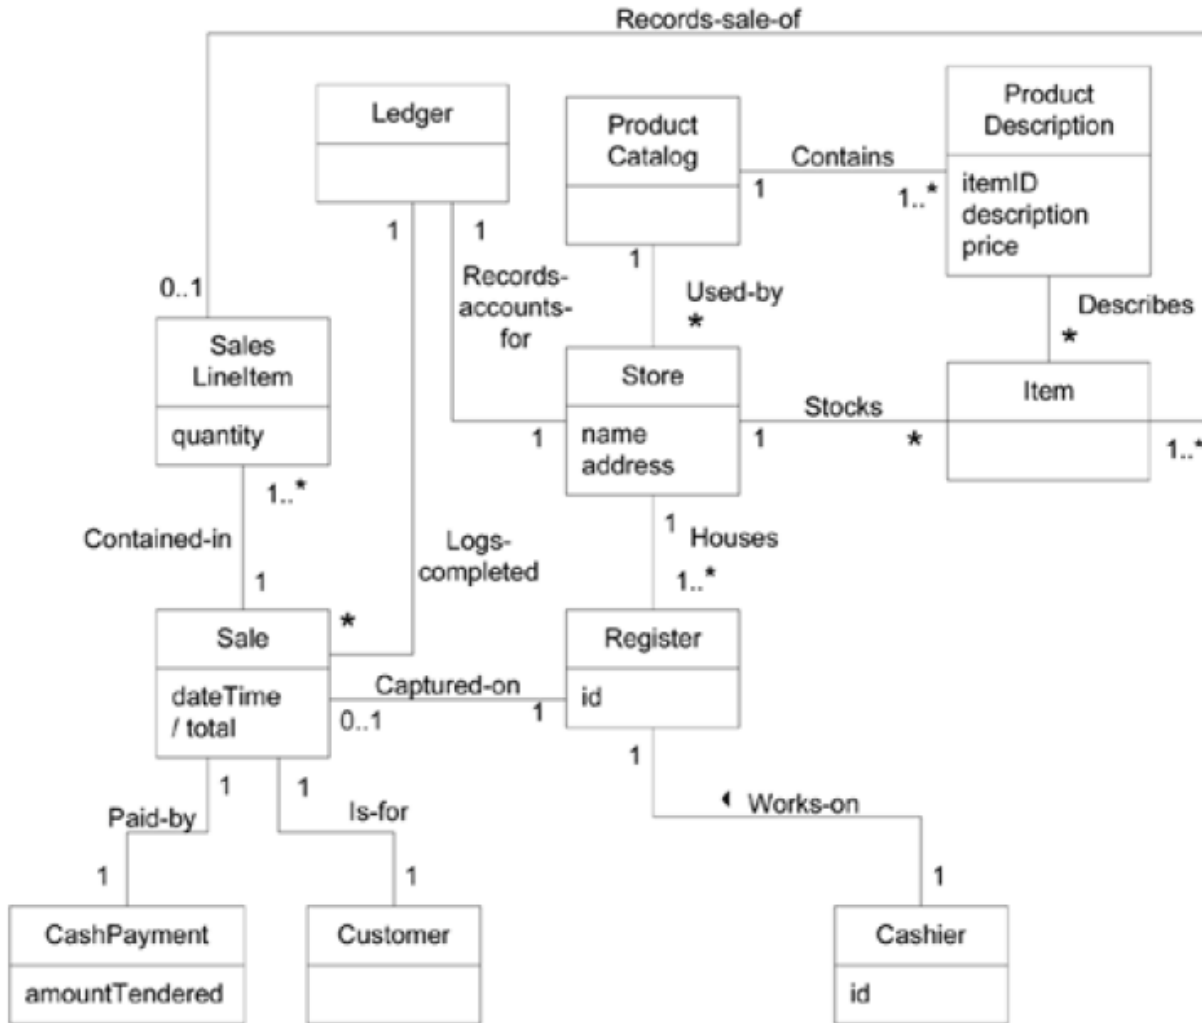 Records-sale-of
Ledger
Product
Catalog
Product
Description
itemID
description
price
Contains
1
1..*
1
1
1
Records-
accounts-
for
Used-by
*
Describes
*
0..1
Sales
LineItem
quantity
Store
name
address
Stocks
1
1
*
Item
1..*
1..*
Contained-in
1
Logs-
completed
*
1
Houses
1..*
Sale
dateTime
/ total
Captured-on
0..1
1
Register
id
1
1
1
Paid-by
Is-for
Works-on
1
1
1
CashPayment
amountTendered
Customer
Cashier
id